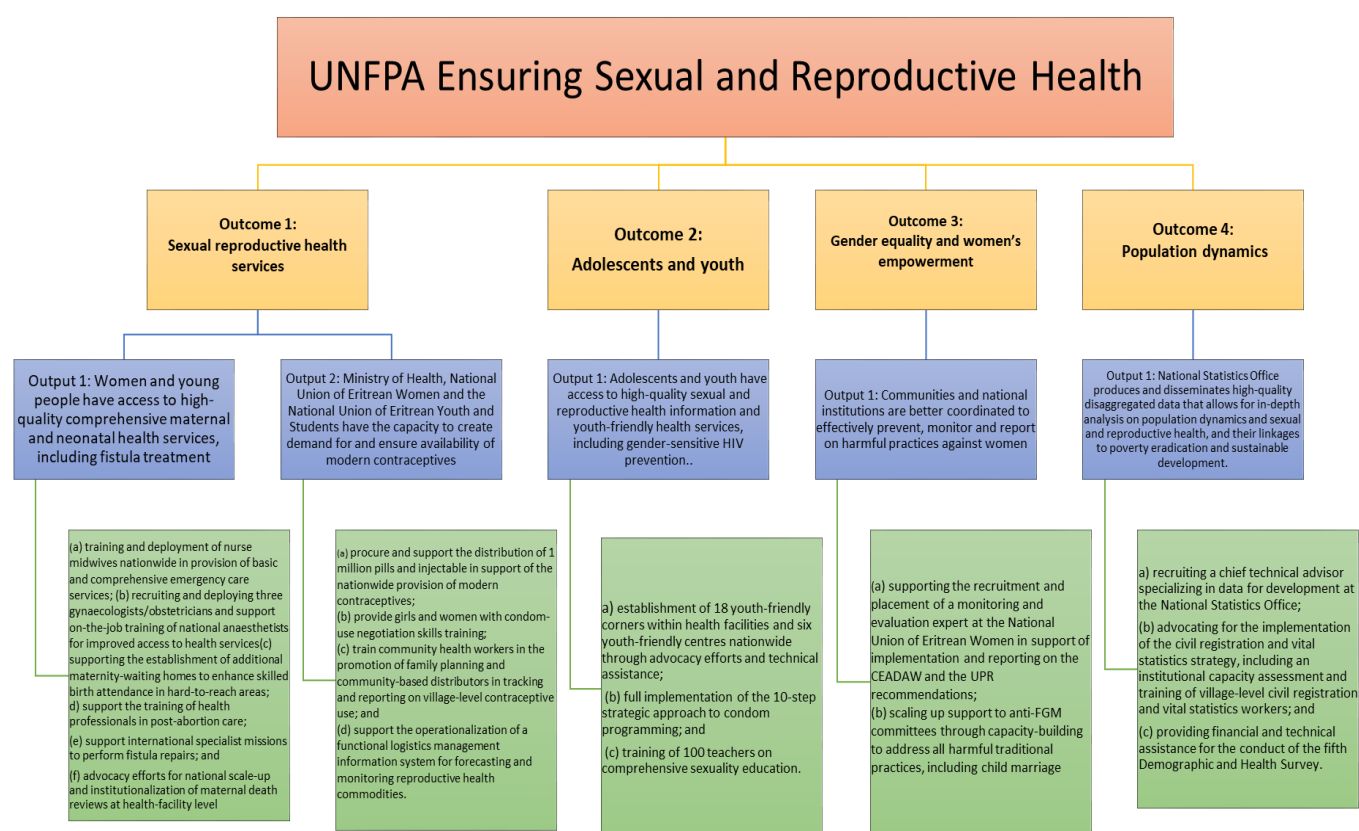 UNFPA Ensuring Sexual and Reproductive Health
Outcome 1:
Sexual reproductive health
services
Outcome 2:
Adolescents and youth
Outcome 3:
Gender equality and women's
empowerment
Outcome 4:
Population dynamics
Output 1: Women and young
people have access to high-
quality comprehensive maternal
and neonatal health services,
including fistula treatment
Output 2: Ministry of Health, National
Union of Eritrean Women and the
National Union of Eritrean Youth and
Students have the capacity to create
demand for and ensure availability of
modern contraceptives
Output 1: Adolescents and youth have
access to high-quality sexual and
reproductive health information and
youth-friendly health services,
including gender-sensitive HIV
prevention..
Output 1: Communities and national
institutions are better coordinated to
effectively prevent, monitor and report
on harmful practices against women
Output 1: National Statistics Office
produces and disseminates high-quality
disaggregated data that allows for in-depth
analysis on population dynamics and sexual
and reproductive health, and their linkages
to poverty eradication and sustainable
development.
(a) training and deployment of nurse
midwives nationwide in provision of basic
and comprehensive emergency care
services; (b) recruiting and deploying three
gynaecologists/obstetricians and support
on-the-job training of national anaesthetists
for improved access to health services(c)
supporting the establishment of additional
maternity-waiting homes to enhance skilled
birth attendance in hard-to-reach areas;
d) support the training of health
professionals in post-abortion care;
(e) support international specialist missions
to perform fistula repairs; and
(f) advocacy efforts for national scale-up
and institutionalization of maternal death
reviews at health-facility level
(a) procure and support the distribution of 1
million pills and injectable in support of the
nationwide provision of modern
contraceptives;
(b) provide girls and women with condom-
use negotiation skills training;
(c) train community health workers in the
promotion of family planning and
community-based distributors in tracking
and reporting on village-level contraceptive
use; and
(d) support the operationalization of a
functional logistics management
information system for forecasting and
monitoring reproductive health
commodities.
a) establishment of 18 youth-friendly
corners within health facilities and six
youth-friendly centres nationwide
through advocacy efforts and technical
assistance;
(b) full implementation of the 10-step
strategic approach to condom
programming; and
(c) training of 100 teachers on
comprehensive sexuality education.
(a) supporting the recruitment and
placement of a monitoring and
evaluation expert at the National
Union of Eritrean Women in support of
implementation and reporting on the
CEADAW and the UPR
recommendations;
(b) scaling up support to anti-FGM
committees through capacity-building
to address all harmful traditional
practices, including child marriage
a) recruiting a chief technical advisor
specializing in data for development at
the National Statistics Office;
(b) advocating for the implementation
of the civil registration and vital
statistics strategy, including an
institutional capacity assessment and
training of village-level civil registration
and vital statistics workers; and
(c) providing financial and technical
assistance for the conduct of the fifth
Demographic and Health Survey.